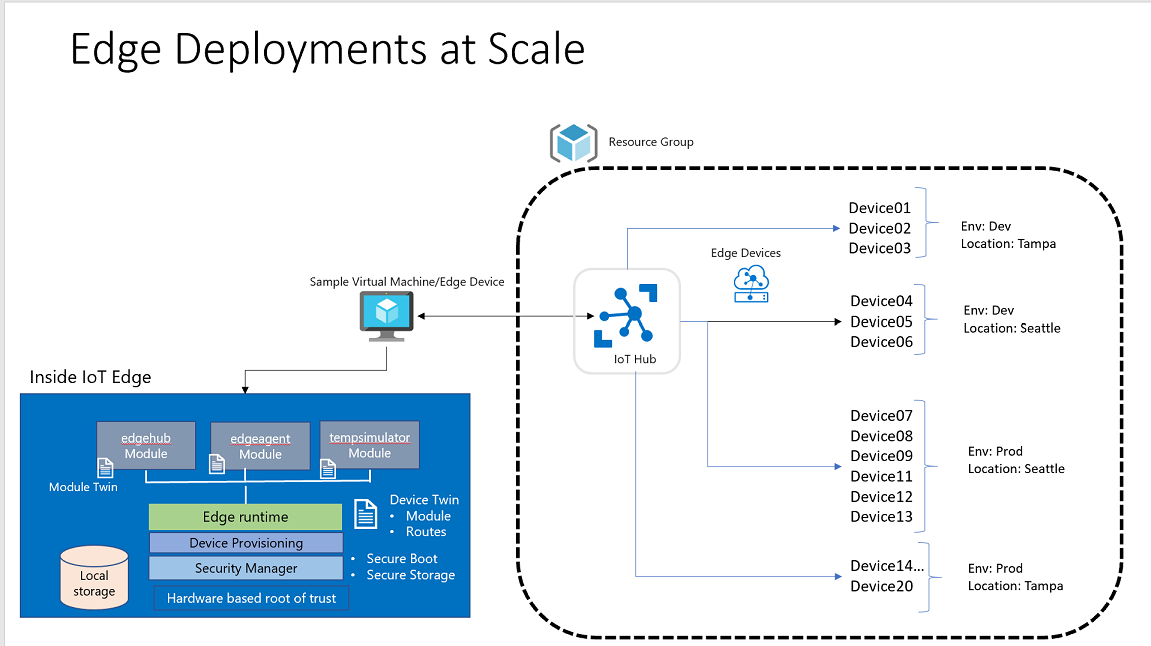 Edge Deployments at Scale
Resource Group
Device01
Device02
Device03
Env: Dev
Location: Tampa
Edge Devices
Sample Virtual Machine/Edge Device
Device04
Device05
Device06
Env: Dev
Location: Seattle
IoT Hub
Inside IoT Edge
edgehub
Module
edgeagent
Module
tempsimulator
Module
Module Twin
Device Twin
• Module
• Routes
Edge runtime
Device Provisioning
Security Manager
• Secure Boot
• Secure Storage
Local
storage
Hardware based root of trust
Device07
Device08
Device09
Device11
Device12
Device13
Env: Prod
Location: Seattle
Device14...
Device20
Env: Prod
Location: Tampa